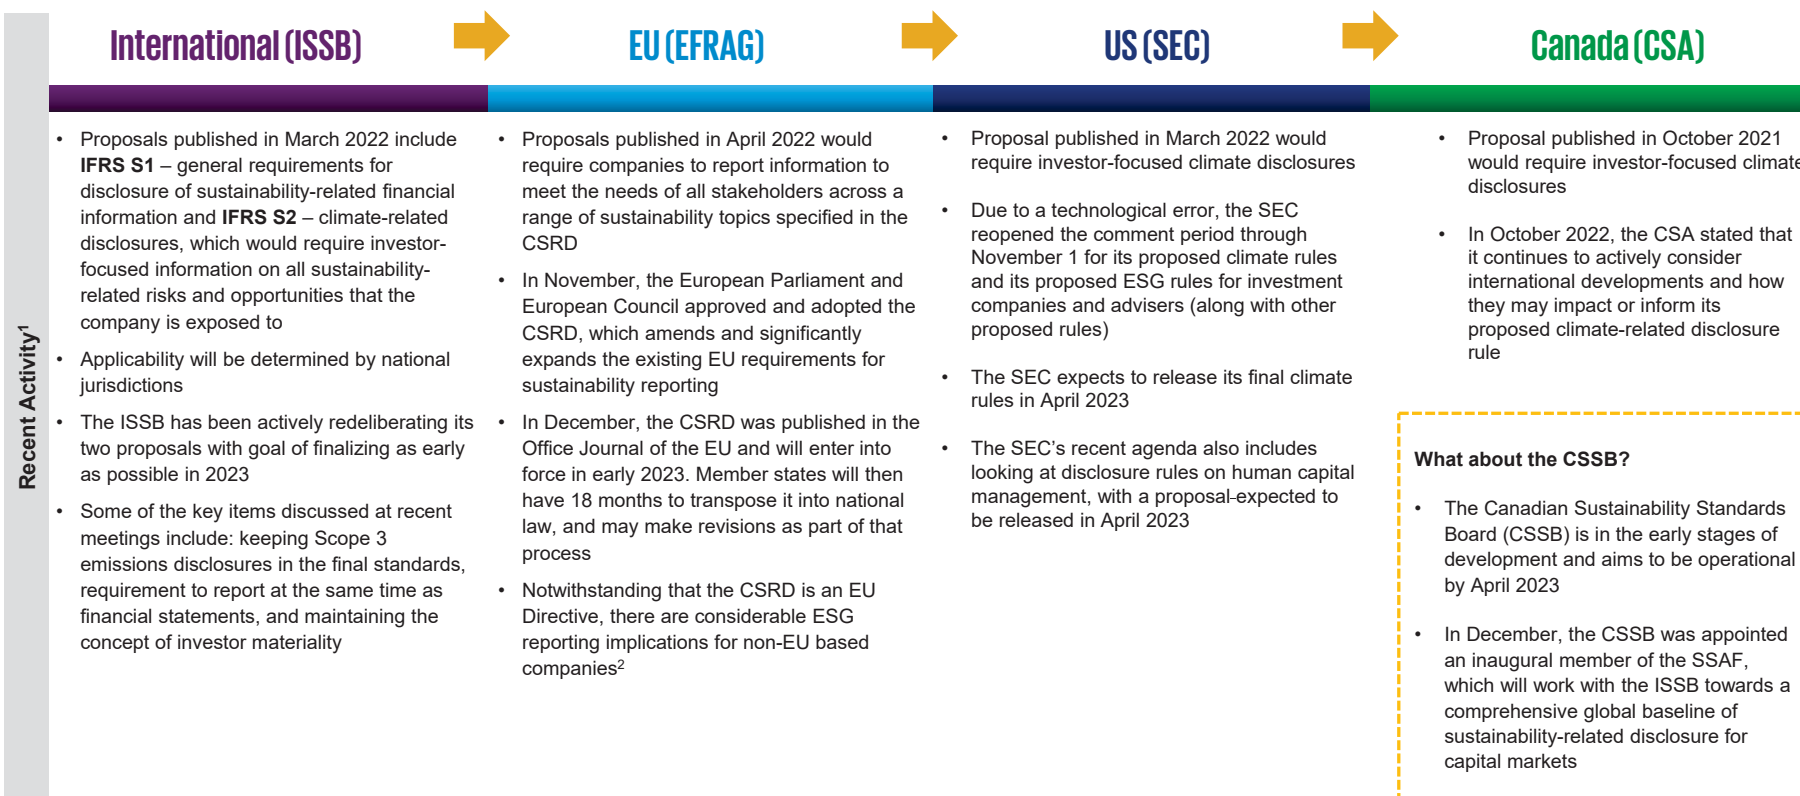 International (ISSB)
EU (EFRAG)
US (SEC)
Canada (CSA)
Recent Activity1
• Proposals published in March 2022 include
IFRS S1 – general requirements for
disclosure of sustainability-related financial
information and IFRS S2 – climate-related
disclosures, which would require investor-
focused information on all sustainability-
related risks and opportunities that the
company is exposed to
• Applicability will be determined by national
jurisdictions
• The ISSB has been actively redeliberating its
two proposals with goal of finalizing as early
as possible in 2023
• Some of the key items discussed at recent
meetings include: keeping Scope 3
emissions disclosures in the final standards,
requirement to report at the same time as
financial statements, and maintaining the
concept of investor materiality
• Proposals published in April 2022 would
require companies to report information to
meet the needs of all stakeholders across a
range of sustainability topics specified in the
CSRD
• In November, the European Parliament and
European Council approved and adopted the
CSRD, which amends and significantly
expands the existing EU requirements for
sustainability reporting
• In December, the CSRD was published in the
Office Journal of the EU and will enter into
force in early 2023. Member states will then
have 18 months to transpose it into national
law, and may make revisions as part of that
process
• Notwithstanding that the CSRD is an EU
Directive, there are considerable ESG
reporting implications for non-EU based
companies2
• Proposal published in March 2022 would
require investor-focused climate disclosures
• Due to a technological error, the SEC
reopened the comment period through
November 1 for its proposed climate rules
and its proposed ESG rules for investment
companies and advisers (along with other
proposed rules)
• The SEC expects to release its final climate
rules in April 2023
• The SEC's recent agenda also includes
looking at disclosure rules on human capital
management, with a proposal-expected to
be released in April 2023
• Proposal published in October 2021
would require investor-focused climate
disclosures
• In October 2022, the CSA stated that
it continues to actively consider
international developments and how
they may impact or inform its
proposed climate-related disclosure
rule
What about the CSSB?
• The Canadian Sustainability Standards
Board (CSSB) is in the early stages of
development and aims to be operational
by April 2023
• In December, the CSSB was appointed
an inaugural member of the SSAF,
which will work with the ISSB towards a
comprehensive global baseline of
sustainability-related disclosure for
capital markets